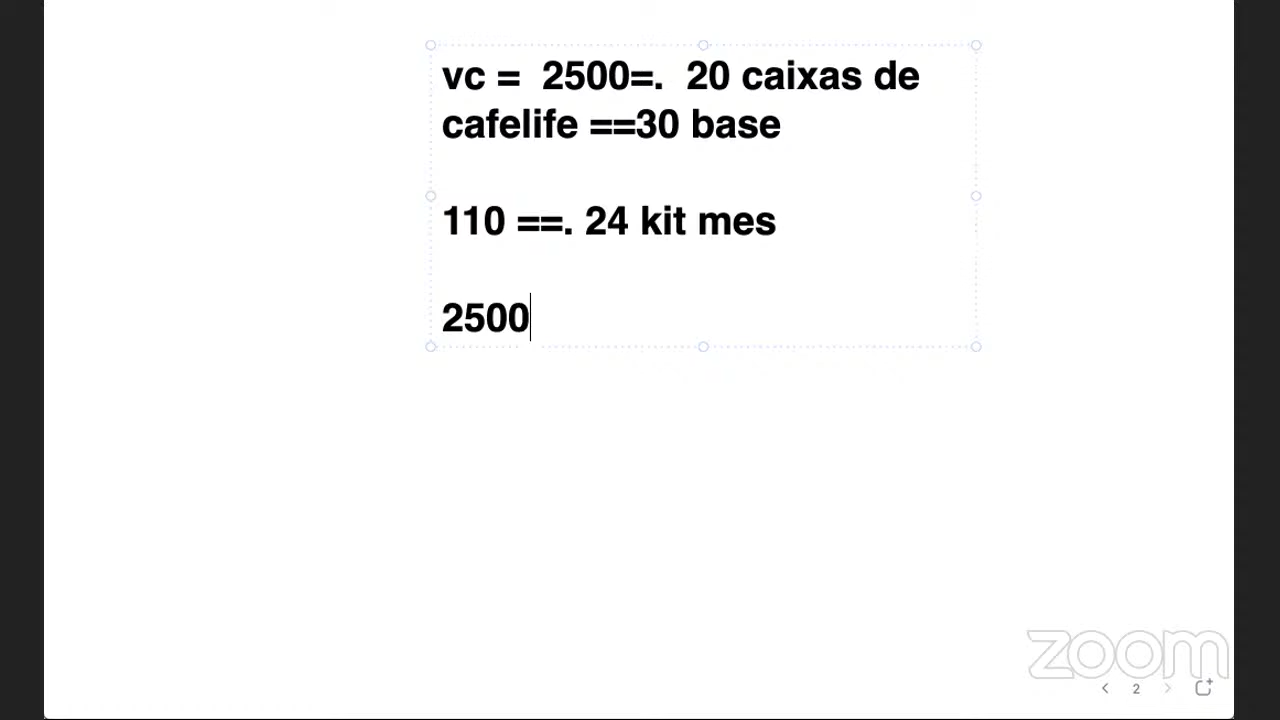 vc =  2500=.  20 caixas de
cafelife ==30 base
110 ==. 24 kit mes
2500
zoom
2